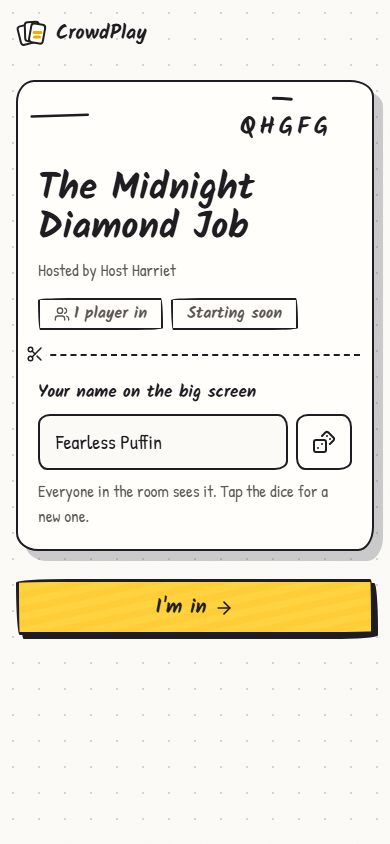 CrowdPlay
QHGFG
The Midnight
Diamond Job
Hosted by Host Harriet
1 player in
Starting soon
Your name on the big screen
Fearless Puffin
Everyone in the room sees it. Tap the dice for a
new one.
I'm in →